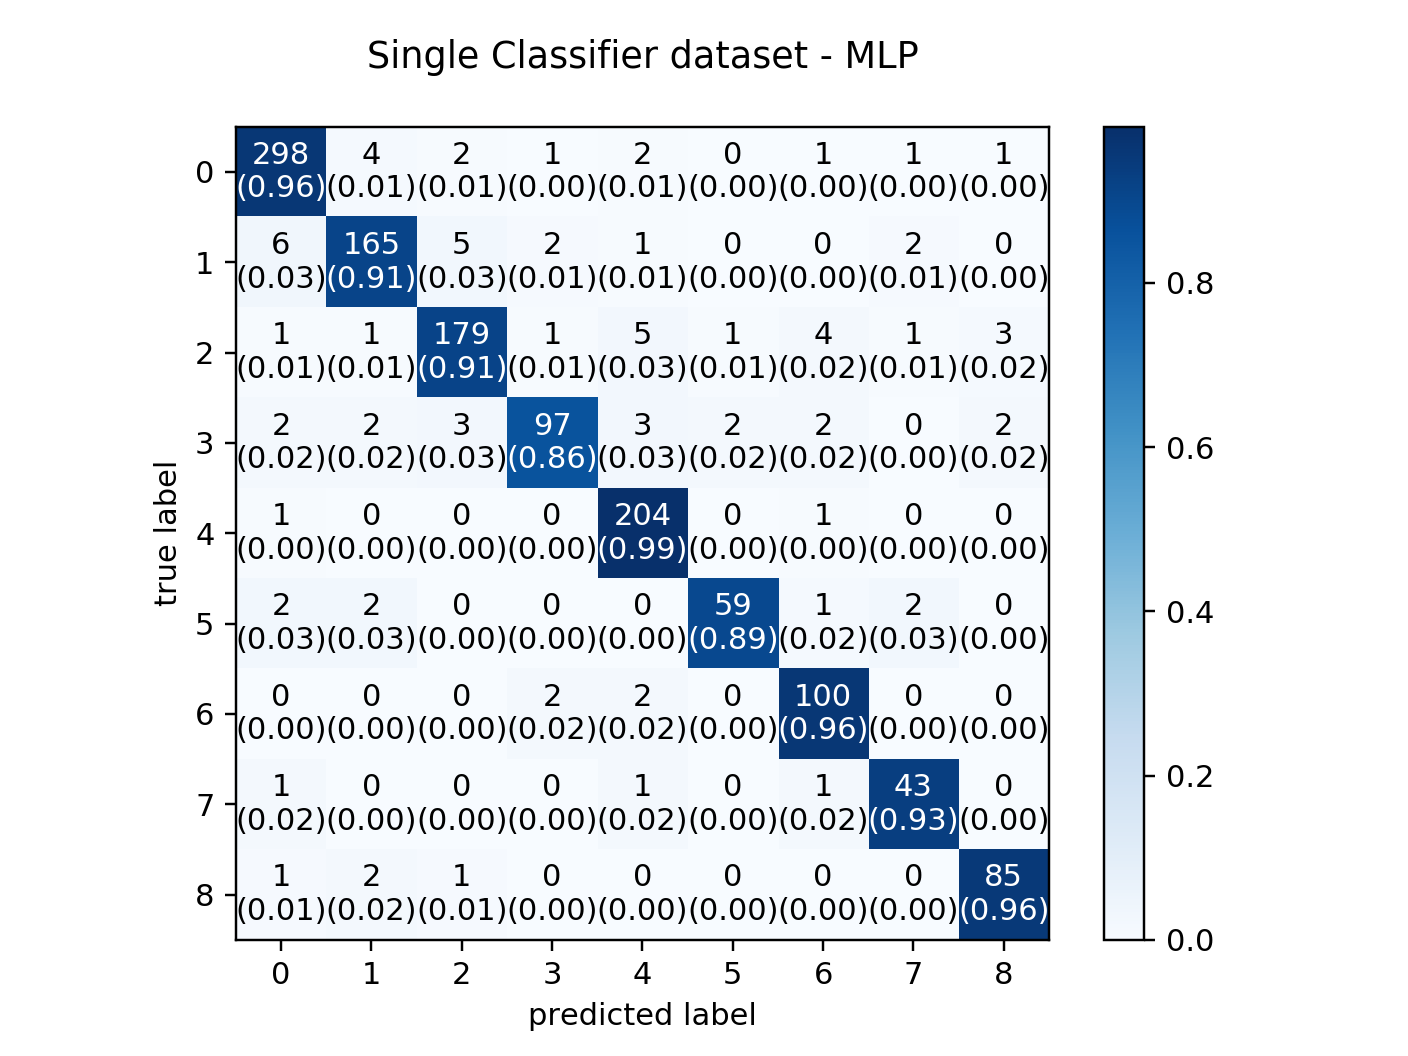 Single Classifier dataset - MLP
298 4 2 1 2 0 1 1 1
0
(0.96) (0.01) (0.01) (0.00) (0.01) (0.00) (0.00) (0.00) (0.00)
6 165 5 2 1 0 0 2 0
1
(0.03) (0.91) (0.03) (0.01) (0.01) (0.00) (0.00) (0.01) (0.00)
1 1 179 1 5 1 4 1 3
2
(0.01) (0.01) (0.91) (0.01) (0.03) (0.01) (0.02) (0.01) (0.02)
2 2 3 97 3 2 2 0 2
3
(0.02) (0.02) (0.03) (0.86) (0.03) (0.02) (0.02) (0.00) (0.02)
1 0 0 0 204 0 1 0 0
4
(0.00) (0.00) (0.00) (0.00) (0.99) (0.00) (0.00) (0.00) (0.00)
2 2 0 0 0 59 1 2 0
5
(0.03) (0.03) (0.00) (0.00) (0.00) (0.89) (0.02) (0.03) (0.00)
0 0 0 2 2 0 100 0 0
6
(0.00) (0.00) (0.00) (0.02) (0.02) (0.00) (0.96) (0.00) (0.00)
1 0 0 0 1 0 1 43 0
7
(0.02) (0.00) (0.00) (0.00) (0.02) (0.00) (0.02) (0.93) (0.00)
1 2 1 0 0 0 0 0 85
8
(0.01) (0.02) (0.01) (0.00) (0.00) (0.00) (0.00) (0.00) (0.96)
0 1 2 3 4 5 6 7 8
predicted label
true label
0.8
0.6
0.4
0.2
0.0